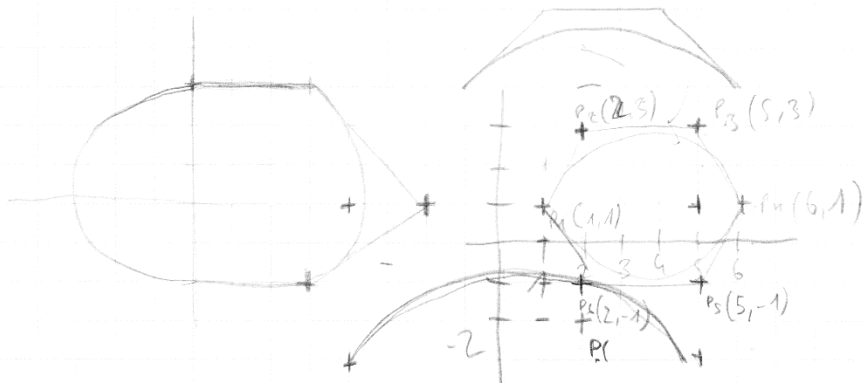 P2(2,3) P3(5,3)
P1(1,1) P4(6,1)
2 3 4 5 6
P6(2,-1) P5(5,-1)
-2
P(